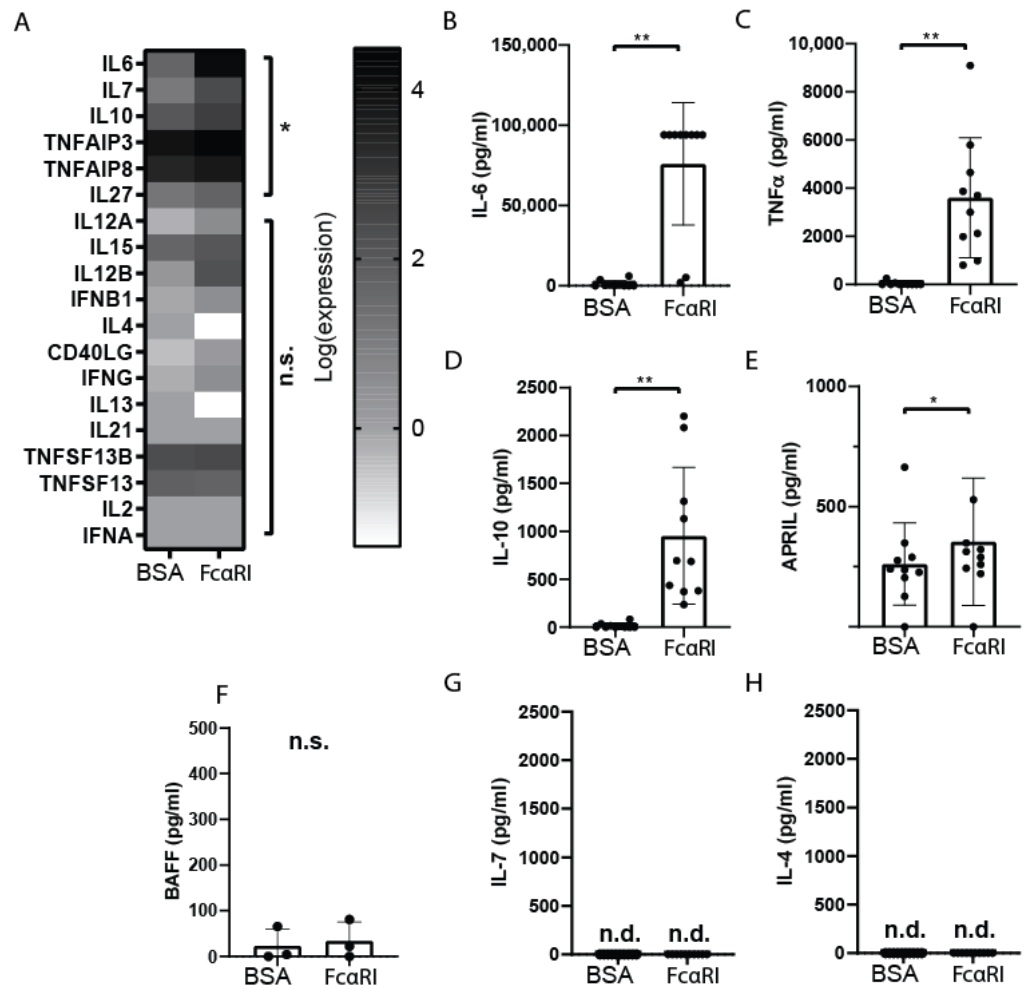 A
IL6
IL7
IL10
TNFAIP3
TNFAIP8
IL27
IL12A
IL15
IL12B
IFNB1
IL4
CD40LG
IFNG
IL13
IL21
TNFSF13B
TNFSF13
IL2
IFNA
BSA FcαRI
*
n.s.
Log(expression)
4
2
0
B
**
IL-6 (pg/ml)
150,000
100,000
50,000
0
BSA FcαRI
C
**
TNFα (pg/ml)
10,000
8000
6000
4000
2000
0
BSA FcαRI
D
**
IL-10 (pg/ml)
2500
2000
1500
1000
500
0
BSA FcαRI
E
*
APRIL (pg/ml)
1000
500
0
BSA FcαRI
F
n.s.
BAFF (pg/ml)
500
400
300
200
100
0
BSA FcαRI
G
IL-7 (pg/ml)
2500
2000
1500
1000
500
0
n.d. n.d.
BSA FcαRI
H
IL-4 (pg/ml)
2500
2000
1500
1000
500
0
n.d. n.d.
BSA FcαRI